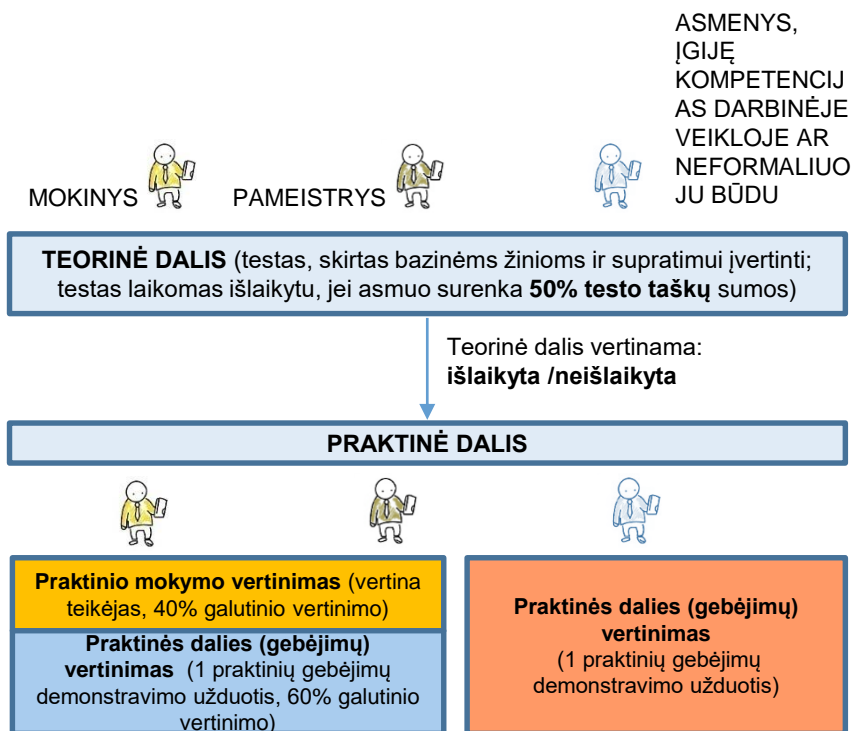 ASMENYS,
ĮGIJĘ
KOMPETENCIJ
AS DARBINĖJE
VEIKLOJE AR
NEFORMALIUO
JU BŪDU
MOKINYS
PAMEISTRYS
TEORINĖ DALIS (testas, skirtas bazinėms žinioms ir supratimui įvertinti;
testas laikomas išlaikytu, jei asmuo surenka 50% testo taškų sumos)
Teorinė dalis vertinama:
išlaikyta /neišlaikyta
PRAKTINĖ DALIS
Praktinio mokymo vertinimas (vertina
teikėjas, 40% galutinio vertinimo)
Praktinės dalies (gebėjimų)
vertinimas (1 praktinių gebėjimų
demonstravimo užduotis, 60% galutinio
vertinimo)
Praktinės dalies (gebėjimų)
vertinimas
(1 praktinių gebėjimų
demonstravimo užduotis)